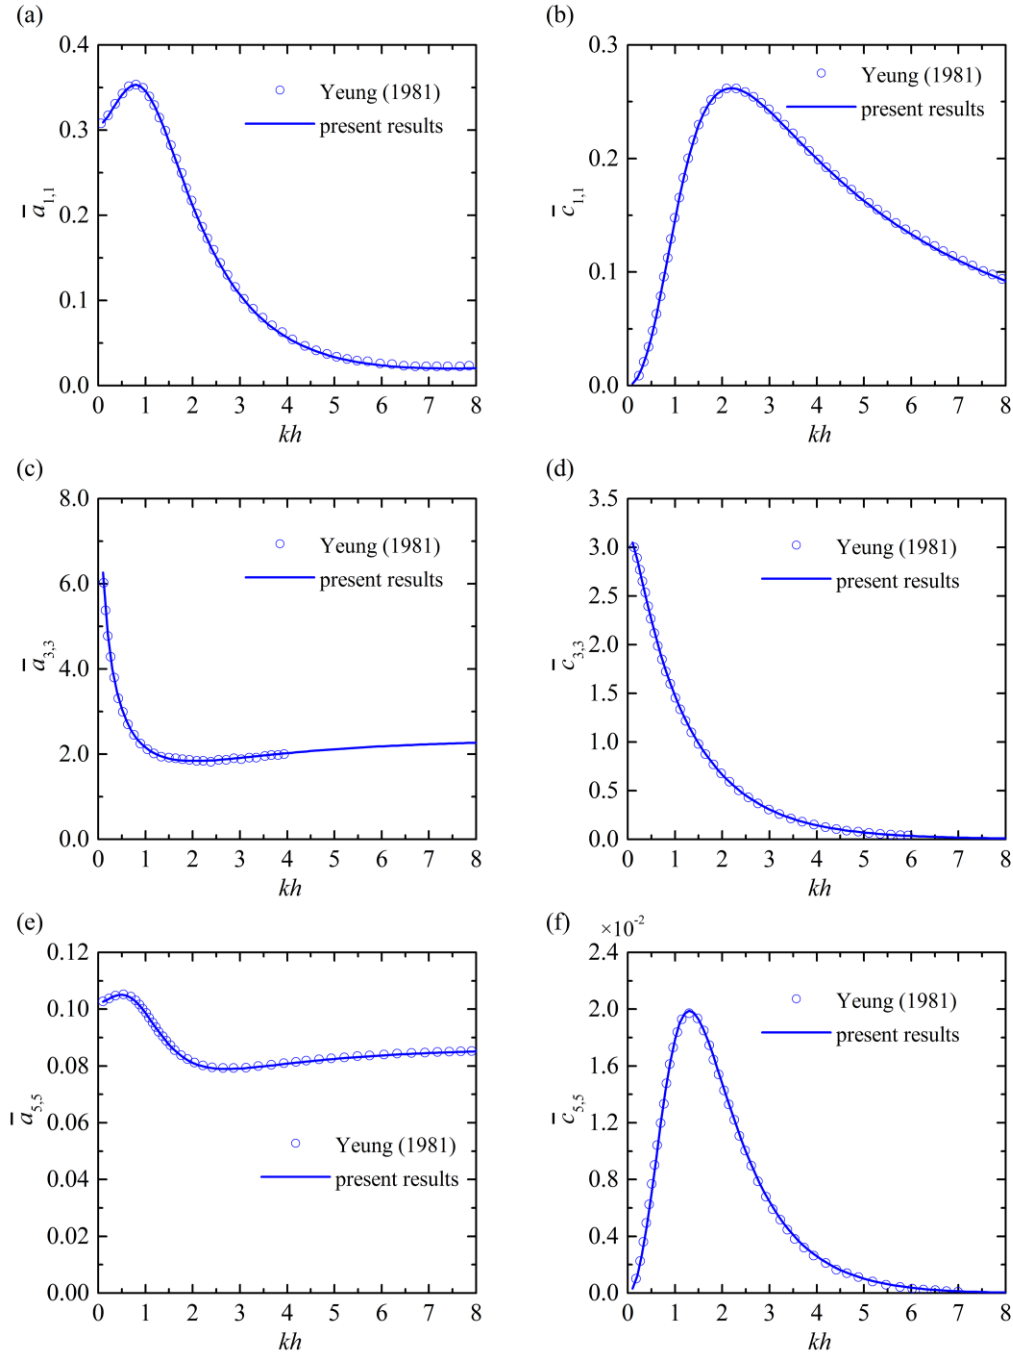 (a)
0.4
0.3
0.2
0.1
0.0
a̅1,1
Yeung (1981)
present results
0 1 2 3 4 5 6 7 8
kh
(b)
0.3
0.2
0.1
0.0
c̅1,1
Yeung (1981)
present results
0 1 2 3 4 5 6 7 8
kh
(c)
8.0
6.0
4.0
2.0
0.0
a̅3,3
Yeung (1981)
present results
0 1 2 3 4 5 6 7 8
kh
(d)
3.5
3.0
2.5
2.0
1.5
1.0
0.5
0.0
c̅3,3
Yeung (1981)
present results
0 1 2 3 4 5 6 7 8
kh
(e)
0.12
0.10
0.08
0.06
0.04
0.02
0.00
a̅5,5
Yeung (1981)
present results
0 1 2 3 4 5 6 7 8
kh
(f)
×10⁻²
2.4
2.0
1.6
1.2
0.8
0.4
0.0
c̅5,5
Yeung (1981)
present results
0 1 2 3 4 5 6 7 8
kh